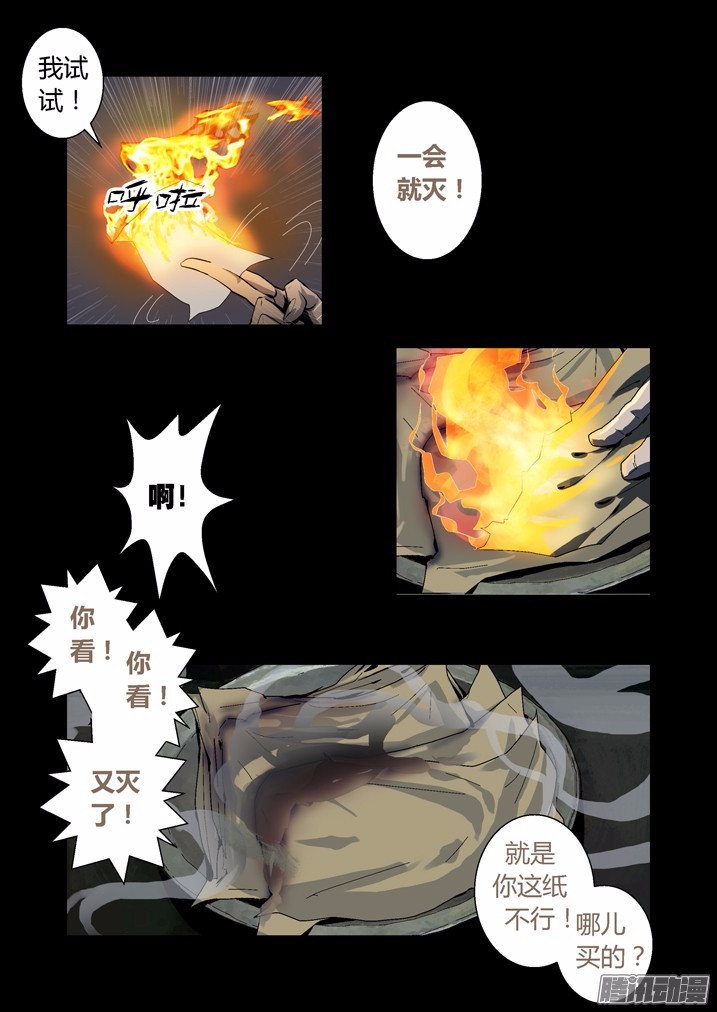 我试
试！
呼啦
一会
就灭！
啊！
你
看！
你
看！
又灭
了！
就是
你这纸
不行！
哪儿
买的？
腾讯动漫